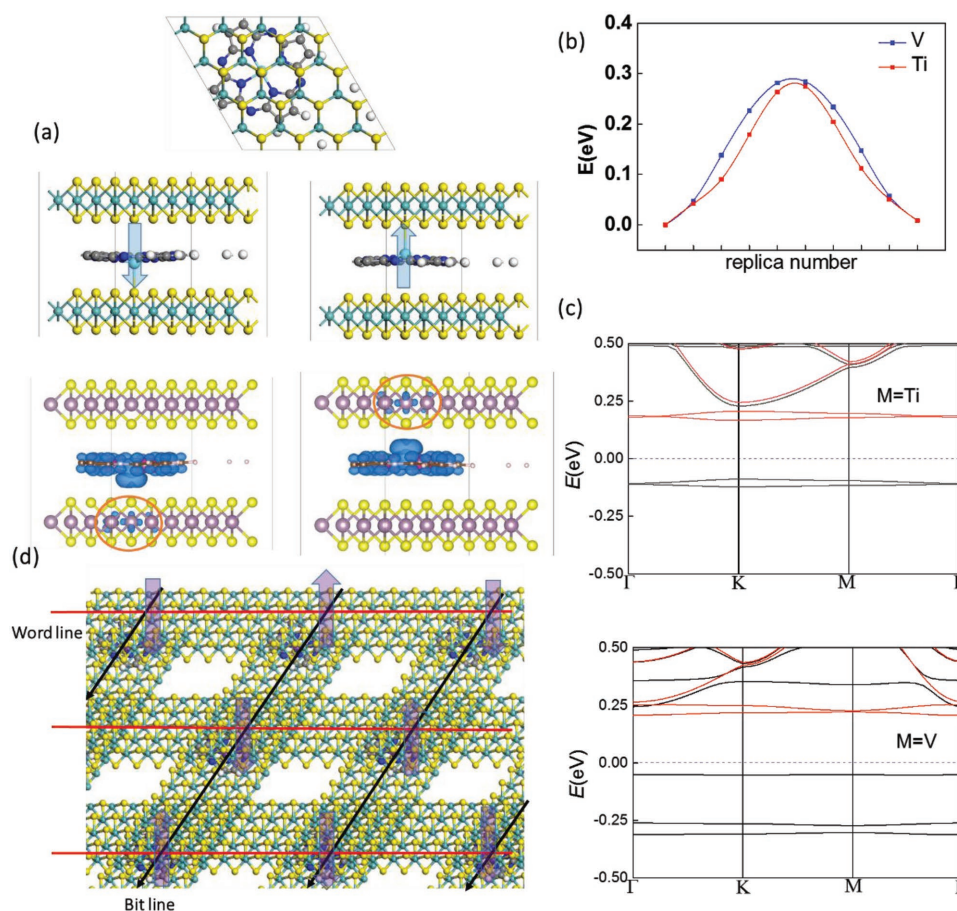 (a)
(b)
E(eV)
0.4
0.3
0.2
0.1
0.0
V
Ti
replica number
(c)
E(eV)
0.50
0.25
0.00
-0.25
-0.50
M=Ti
Γ K M
E(eV)
0.50
0.25
0.00
-0.25
-0.50
M=V
Γ K M
(d)
Word line
Bit line